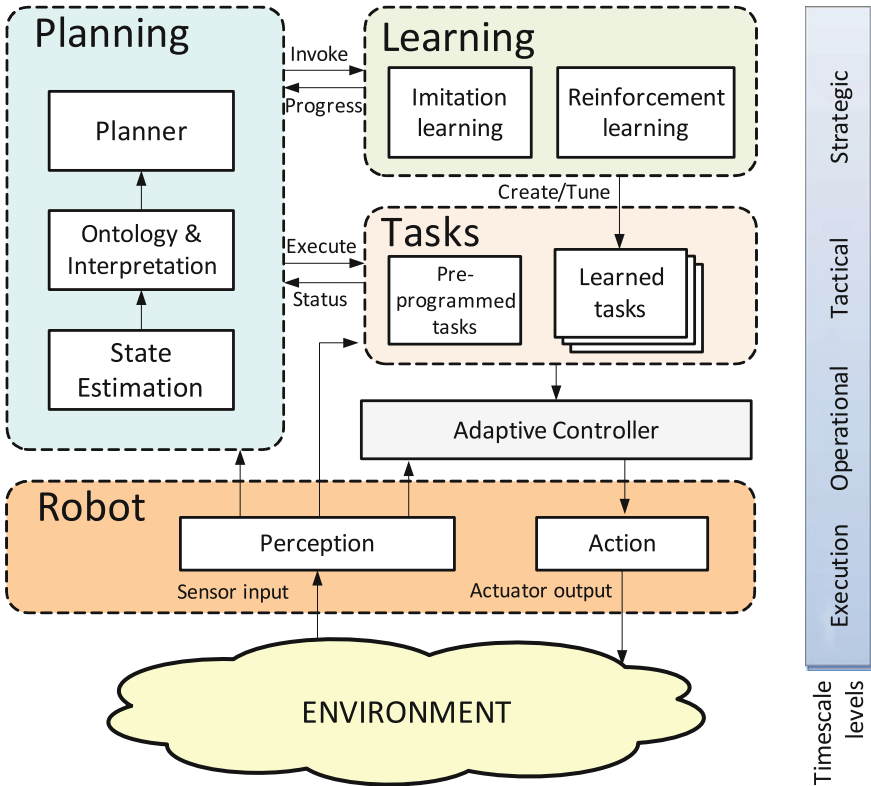 Planning
Planner
Ontology &
Interpretation
State
Estimation
Invoke
Progress
Learning
Imitation
learning
Reinforcement
learning
Create/Tune
Execute
Status
Tasks
Pre-
programmed
tasks
Learned
tasks
Adaptive Controller
Robot
Perception
Action
Sensor input
Actuator output
ENVIRONMENT
Strategic
Tactical
Operational
Execution
Timescale
levels